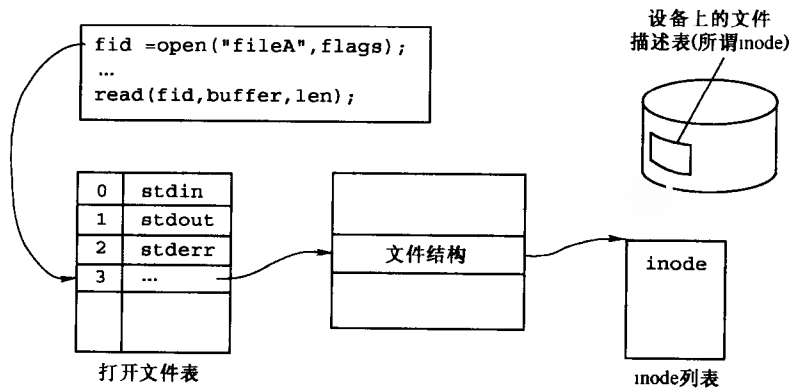 fid =open("fileA",flags);
…
read(fid,buffer,len);
设备上的文件
描述表(所谓ınode)
0 stdin
1 stdout
2 stderr
3 …
打开文件表
文件结构
inode
ınode列表